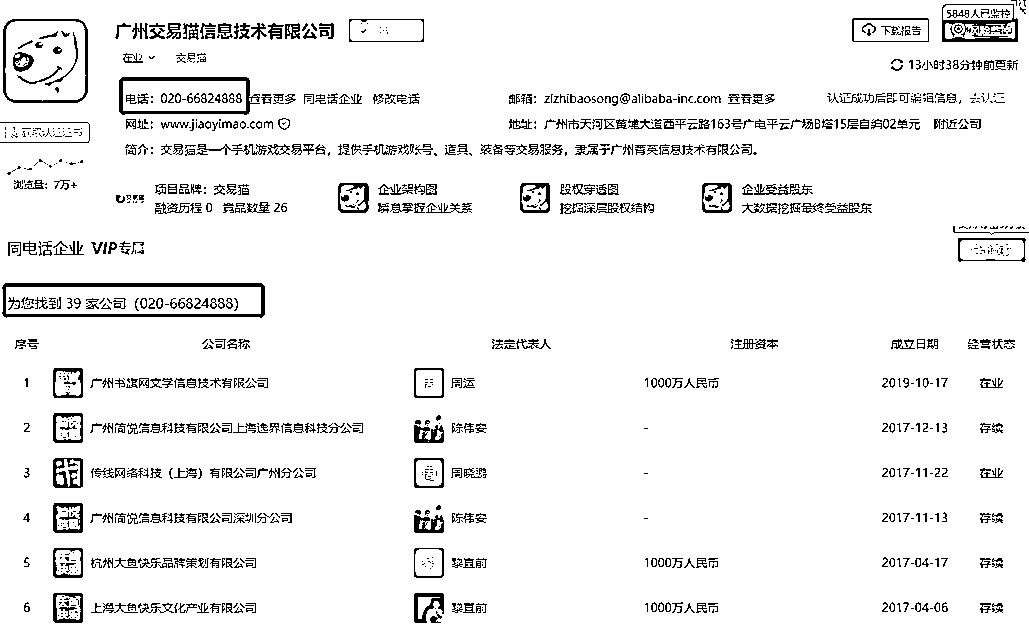 5848人已监控
广州交易猫信息技术有限公司
下载报告
在业 交易猫
13小时38分钟前更新
电话：020-66824888 查看更多 同电话企业 修改电话
邮箱：zizhibaosong@alibaba-inc.com 查看更多
认证成功后即可编辑信息，去认证
网址：www.jiaoyimao.com
地址：广州市天河区黄埔大道西平云路163号广电平云广场B塔15层自编02单元 附近公司
简介：交易猫是一个手机游戏交易平台，提供手机游戏账号、道具、装备等交易服务，隶属于广州菁英信息技术有限公司。
浏览量：7万+
项目品牌：交易猫
融资历程 0 竞品数量 26
企业架构图
瞬息掌握企业关系
股权穿透图
挖掘深层股权结构
企业受益股东
大数据挖掘最终受益股东
同电话企业 VIP专属
为您找到 39 家公司（020-66824888）
序号 公司名称 法定代表人 注册资本 成立日期 经营状态
1 广州书旗网文学信息技术有限公司 周运 1000万人民币 2019-10-17 在业
2 广州简悦信息科技有限公司上海逸界信息科技分公司 陈伟安 - 2017-12-13 存续
3 传线网络科技（上海）有限公司广州分公司 周晓鹏 - 2017-11-22 在业
4 广州简悦信息科技有限公司深圳分公司 陈伟安 - 2017-11-13 存续
5 杭州大鱼快乐品牌策划有限公司 黎直前 1000万人民币 2017-04-17 存续
6 上海大鱼快乐文化产业有限公司 黎直前 1000万人民币 2017-04-06 存续